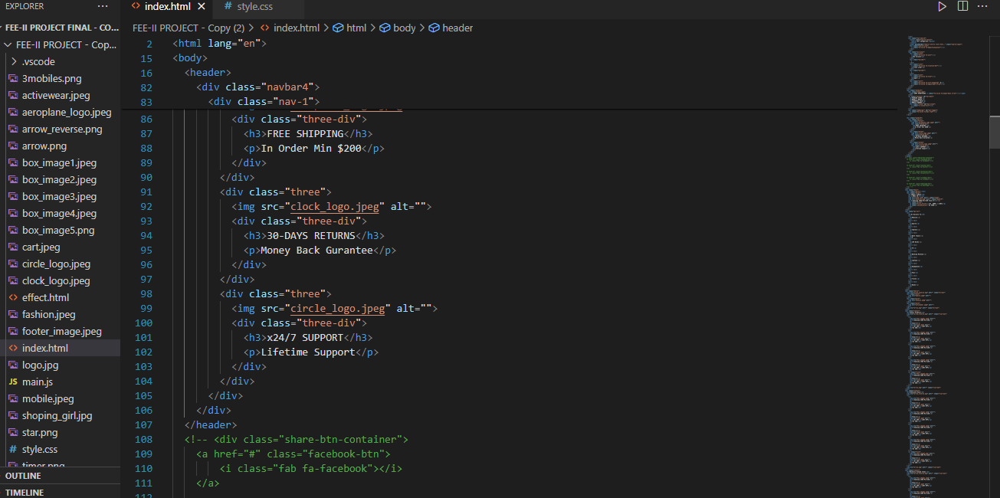 EXPLORER
···
FEE-II PROJECT FINAL - CO...
FEE-II PROJECT - Cop...
.vscode
3mobiles.png
activewear.jpeg
aeroplane_logo.jpeg
arrow_reverse.png
arrow.png
box_image1.jpeg
box_image2.jpeg
box_image3.jpeg
box_image4.jpeg
box_image5.png
cart.jpeg
circle_logo.jpeg
clock_logo.jpeg
<> effect.html
fashion.jpeg
footer_image.jpeg
<> index.html
logo.jpg
JS main.js
mobile.jpeg
shoping_girl.jpg
star.png
# style.css
timer.png
OUTLINE
TIMELINE
<> index.html ×
# style.css
···
FEE-II PROJECT - Copy (2) > <> index.html > html > body > header
2 <html lang="en">
15 <body>
16 <header>
82 <div class="navbar4">
83 <div class="nav-1">
86 <div class="three-div">
87 <h3>FREE SHIPPING</h3>
88 <p>In Order Min $200</p>
89 </div>
90 </div>
91 <div class="three">
92 <img src="clock_logo.jpeg" alt="">
93 <div class="three-div">
94 <h3>30-DAYS RETURNS</h3>
95 <p>Money Back Gurantee</p>
96 </div>
97 </div>
98 <div class="three">
99 <img src="circle_logo.jpeg" alt="">
100 <div class="three-div">
101 <h3>x24/7 SUPPORT</h3>
102 <p>Lifetime Support</p>
103 </div>
104 </div>
105 </div>
106 </div>
107 </header>
108 <!-- <div class="share-btn-container">
109 <a href="#" class="facebook-btn">
110 <i class="fab fa-facebook"></i>
111 </a>
112